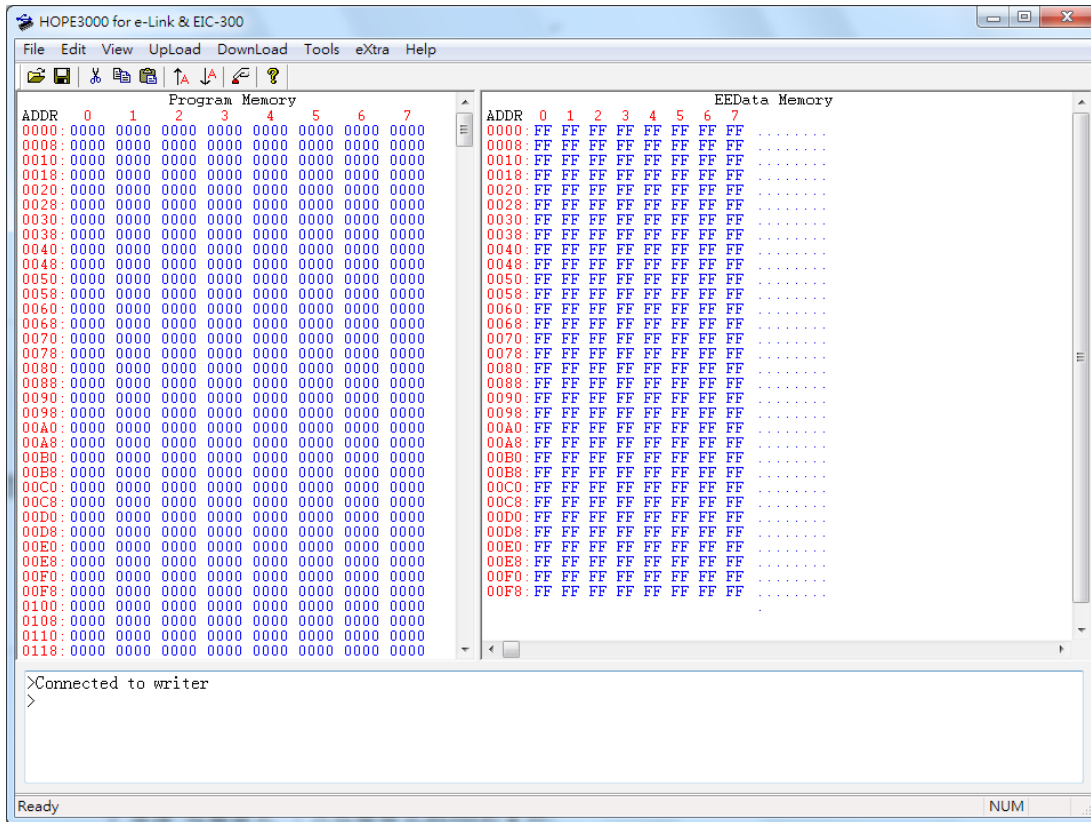 HOPE3000 for e-Link & EIC-300
File Edit View UpLoad DownLoad Tools eXtra Help
Program Memory
ADDR 0 1 2 3 4 5 6 7
0000:0000 0000 0000 0000 0000 0000 0000 0000
0008:0000 0000 0000 0000 0000 0000 0000 0000
0010:0000 0000 0000 0000 0000 0000 0000 0000
0018:0000 0000 0000 0000 0000 0000 0000 0000
0020:0000 0000 0000 0000 0000 0000 0000 0000
0028:0000 0000 0000 0000 0000 0000 0000 0000
0030:0000 0000 0000 0000 0000 0000 0000 0000
0038:0000 0000 0000 0000 0000 0000 0000 0000
0040:0000 0000 0000 0000 0000 0000 0000 0000
0048:0000 0000 0000 0000 0000 0000 0000 0000
0050:0000 0000 0000 0000 0000 0000 0000 0000
0058:0000 0000 0000 0000 0000 0000 0000 0000
0060:0000 0000 0000 0000 0000 0000 0000 0000
0068:0000 0000 0000 0000 0000 0000 0000 0000
0070:0000 0000 0000 0000 0000 0000 0000 0000
0078:0000 0000 0000 0000 0000 0000 0000 0000
0080:0000 0000 0000 0000 0000 0000 0000 0000
0088:0000 0000 0000 0000 0000 0000 0000 0000
0090:0000 0000 0000 0000 0000 0000 0000 0000
0098:0000 0000 0000 0000 0000 0000 0000 0000
00A0:0000 0000 0000 0000 0000 0000 0000 0000
00A8:0000 0000 0000 0000 0000 0000 0000 0000
00B0:0000 0000 0000 0000 0000 0000 0000 0000
00B8:0000 0000 0000 0000 0000 0000 0000 0000
00C0:0000 0000 0000 0000 0000 0000 0000 0000
00C8:0000 0000 0000 0000 0000 0000 0000 0000
00D0:0000 0000 0000 0000 0000 0000 0000 0000
00D8:0000 0000 0000 0000 0000 0000 0000 0000
00E0:0000 0000 0000 0000 0000 0000 0000 0000
00E8:0000 0000 0000 0000 0000 0000 0000 0000
00F0:0000 0000 0000 0000 0000 0000 0000 0000
00F8:0000 0000 0000 0000 0000 0000 0000 0000
0100:0000 0000 0000 0000 0000 0000 0000 0000
0108:0000 0000 0000 0000 0000 0000 0000 0000
0110:0000 0000 0000 0000 0000 0000 0000 0000
0118:0000 0000 0000 0000 0000 0000 0000 0000
EEData Memory
ADDR 0 1 2 3 4 5 6 7
0000:FF FF FF FF FF FF FF FF ........
0008:FF FF FF FF FF FF FF FF ........
0010:FF FF FF FF FF FF FF FF ........
0018:FF FF FF FF FF FF FF FF ........
0020:FF FF FF FF FF FF FF FF ........
0028:FF FF FF FF FF FF FF FF ........
0030:FF FF FF FF FF FF FF FF ........
0038:FF FF FF FF FF FF FF FF ........
0040:FF FF FF FF FF FF FF FF ........
0048:FF FF FF FF FF FF FF FF ........
0050:FF FF FF FF FF FF FF FF ........
0058:FF FF FF FF FF FF FF FF ........
0060:FF FF FF FF FF FF FF FF ........
0068:FF FF FF FF FF FF FF FF ........
0070:FF FF FF FF FF FF FF FF ........
0078:FF FF FF FF FF FF FF FF ........
0080:FF FF FF FF FF FF FF FF ........
0088:FF FF FF FF FF FF FF FF ........
0090:FF FF FF FF FF FF FF FF ........
0098:FF FF FF FF FF FF FF FF ........
00A0:FF FF FF FF FF FF FF FF ........
00A8:FF FF FF FF FF FF FF FF ........
00B0:FF FF FF FF FF FF FF FF ........
00B8:FF FF FF FF FF FF FF FF ........
00C0:FF FF FF FF FF FF FF FF ........
00C8:FF FF FF FF FF FF FF FF ........
00D0:FF FF FF FF FF FF FF FF ........
00D8:FF FF FF FF FF FF FF FF ........
00E0:FF FF FF FF FF FF FF FF ........
00E8:FF FF FF FF FF FF FF FF ........
00F0:FF FF FF FF FF FF FF FF ........
00F8:FF FF FF FF FF FF FF FF ........
.
>Connected to writer
>
Ready NUM